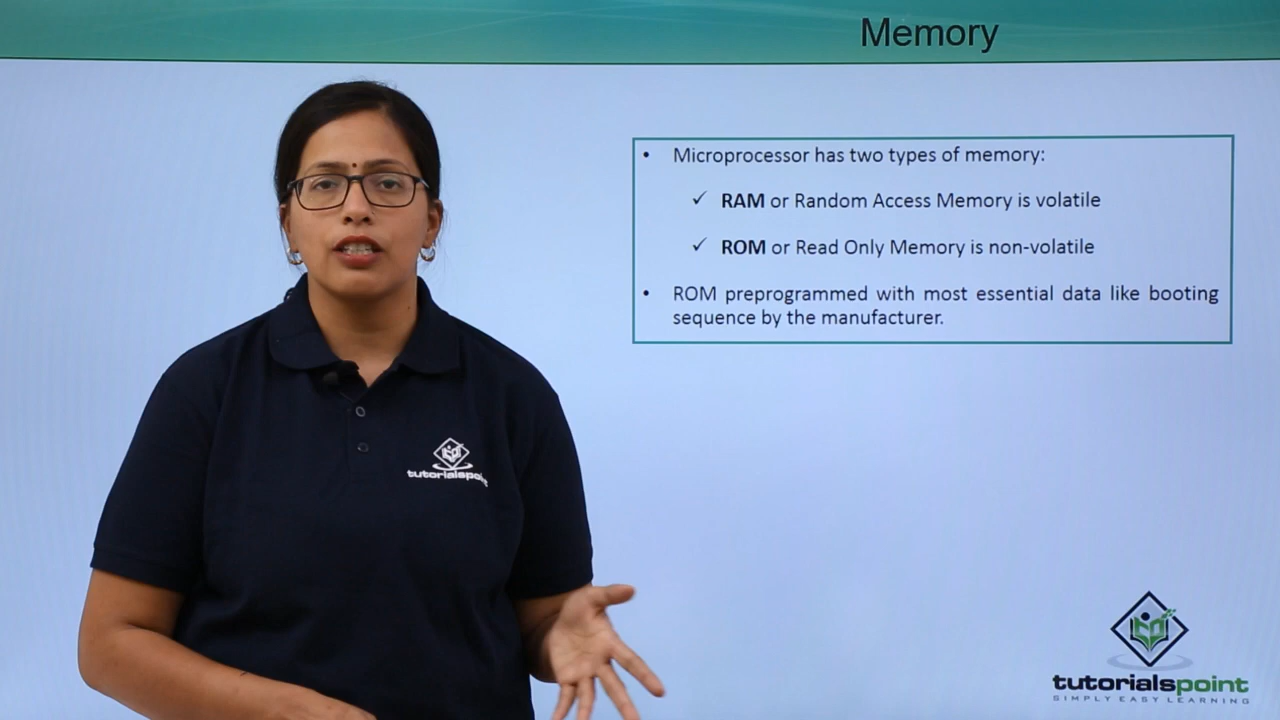 Memory
• Microprocessor has two types of memory:
✓ RAM or Random Access Memory is volatile
✓ ROM or Read Only Memory is non-volatile
• ROM preprogrammed with most essential data like booting
sequence by the manufacturer.
tutorialspoint
tutorialspoint
SIMPLY EASY LEARNING